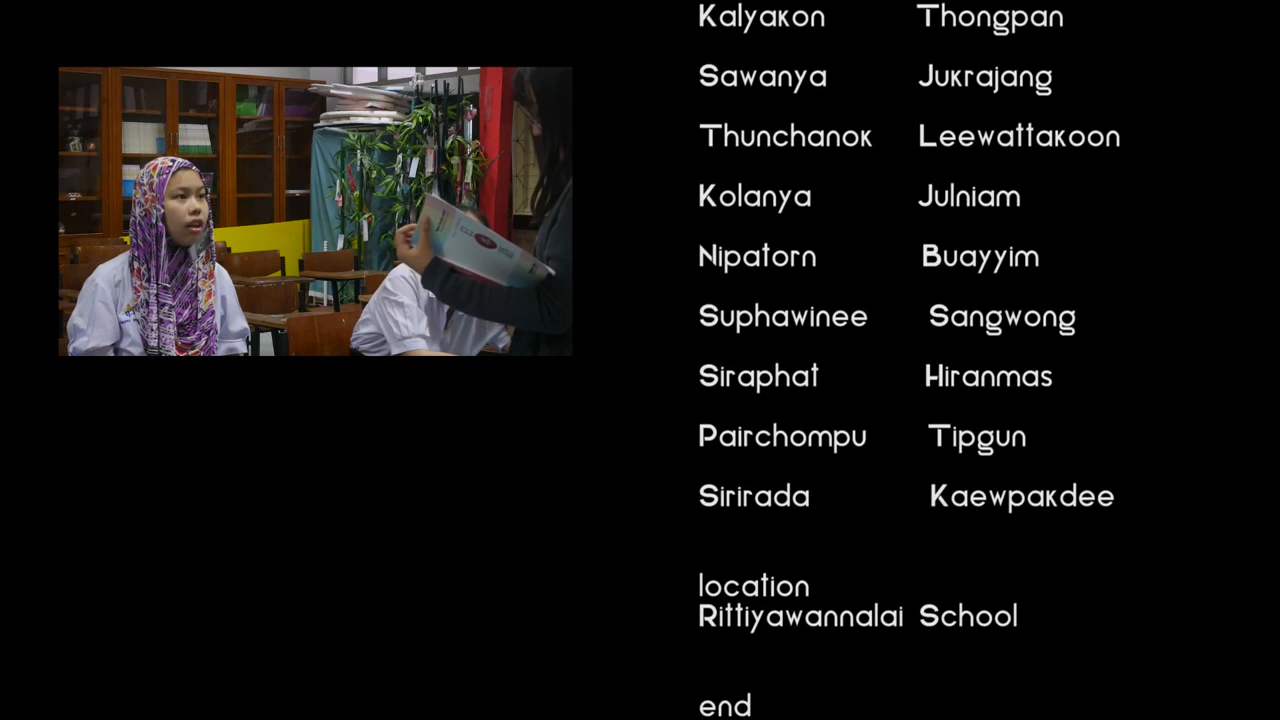 Kalyakon Thongpan
Sawanya Jukrajang
Thunchanok Leewattakoon
Kolanya Julniam
Nipatorn Buayyim
Suphawinee Sangwong
Siraphat Hiranmas
Pairchompu Tipgun
Sirirada Kaewpakdee
location
Rittiyawannalai School
end